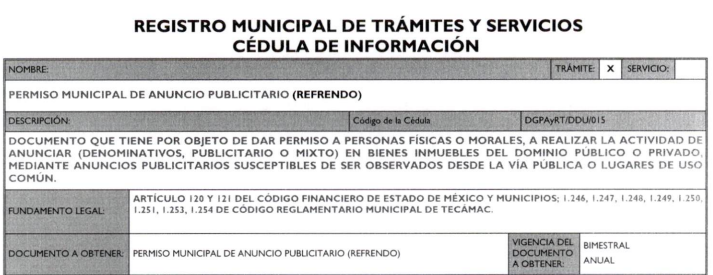 REGISTRO MUNICIPAL DE TRÁMITES Y SERVICIOS
CÉDULA DE INFORMACIÓN
NOMBRE: TRÁMITE: X SERVICIO:
PERMISO MUNICIPAL DE ANUNCIO PUBLICITARIO (REFRENDO)
DESCRIPCIÓN: Código de la Cédula DGPAyRT/DDU/015
DOCUMENTO QUE TIENE POR OBJETO DE DAR PERMISO A PERSONAS FÍSICAS O MORALES, A REALIZAR LA ACTIVIDAD DE
ANUNCIAR (DENOMINATIVOS, PUBLICITARIO O MIXTO) EN BIENES INMUEBLES DEL DOMINIO PÚBLICO O PRIVADO,
MEDIANTE ANUNCIOS PUBLICITARIOS SUSCEPTIBLES DE SER OBSERVADOS DESDE LA VÍA PÚBLICA O LUGARES DE USO
COMÚN.
FUNDAMENTO LEGAL:
ARTÍCULO 120 Y 121 DEL CÓDIGO FINANCIERO DE ESTADO DE MÉXICO Y MUNICIPIOS; 1.246, 1.247, 1.248, 1.249, 1.250,
1.251, 1.253, 1.254 DE CÓDIGO REGLAMENTARIO MUNICIPAL DE TECÁMAC.
DOCUMENTO A OBTENER: PERMISO MUNICIPAL DE ANUNCIO PUBLICITARIO (REFRENDO)
VIGENCIA DEL
DOCUMENTO
A OBTENER:
BIMESTRAL
ANUAL